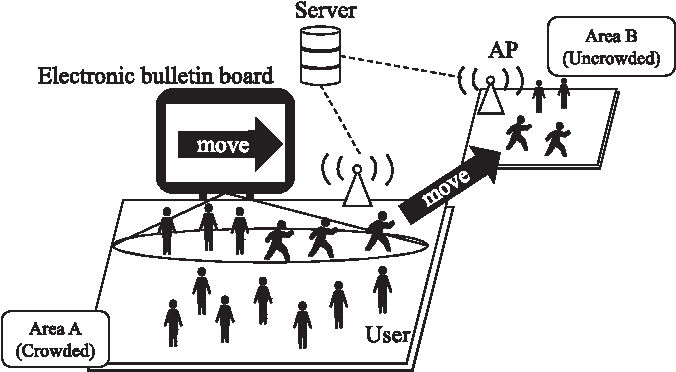 Server
AP
Area B
(Uncrowded)
Electronic bulletin board
move
move
User
Area A
(Crowded)